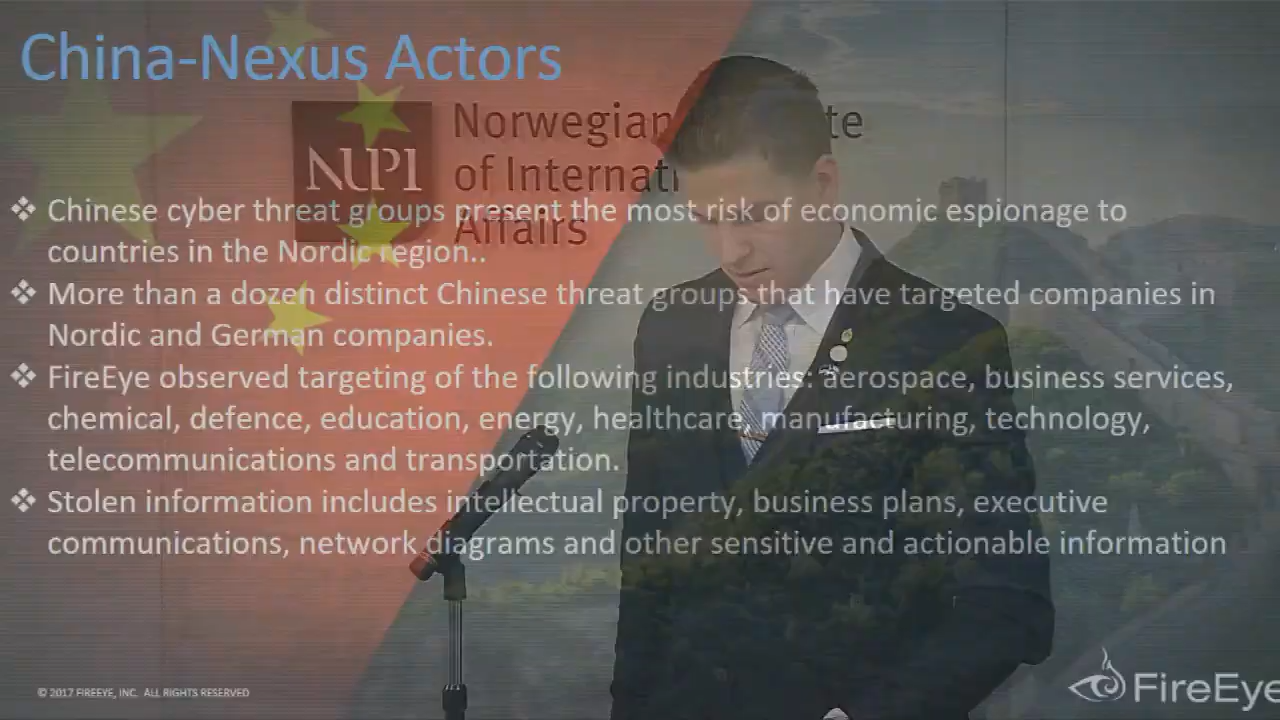 China-Nexus Actors
NUPI
Norwegian te
of Internati
Affairs
❖ Chinese cyber threat groups present the most risk of economic espionage to
countries in the Nordic region..
❖ More than a dozen distinct Chinese threat groups that have targeted companies in
Nordic and German companies.
❖ FireEye observed targeting of the following industries: aerospace, business services,
chemical, defence, education, energy, healthcare, manufacturing, technology,
telecommunications and transportation.
❖ Stolen information includes intellectual property, business plans, executive
communications, network diagrams and other sensitive and actionable information
© 2017 FIREEYE, INC. ALL RIGHTS RESERVED
FireEye